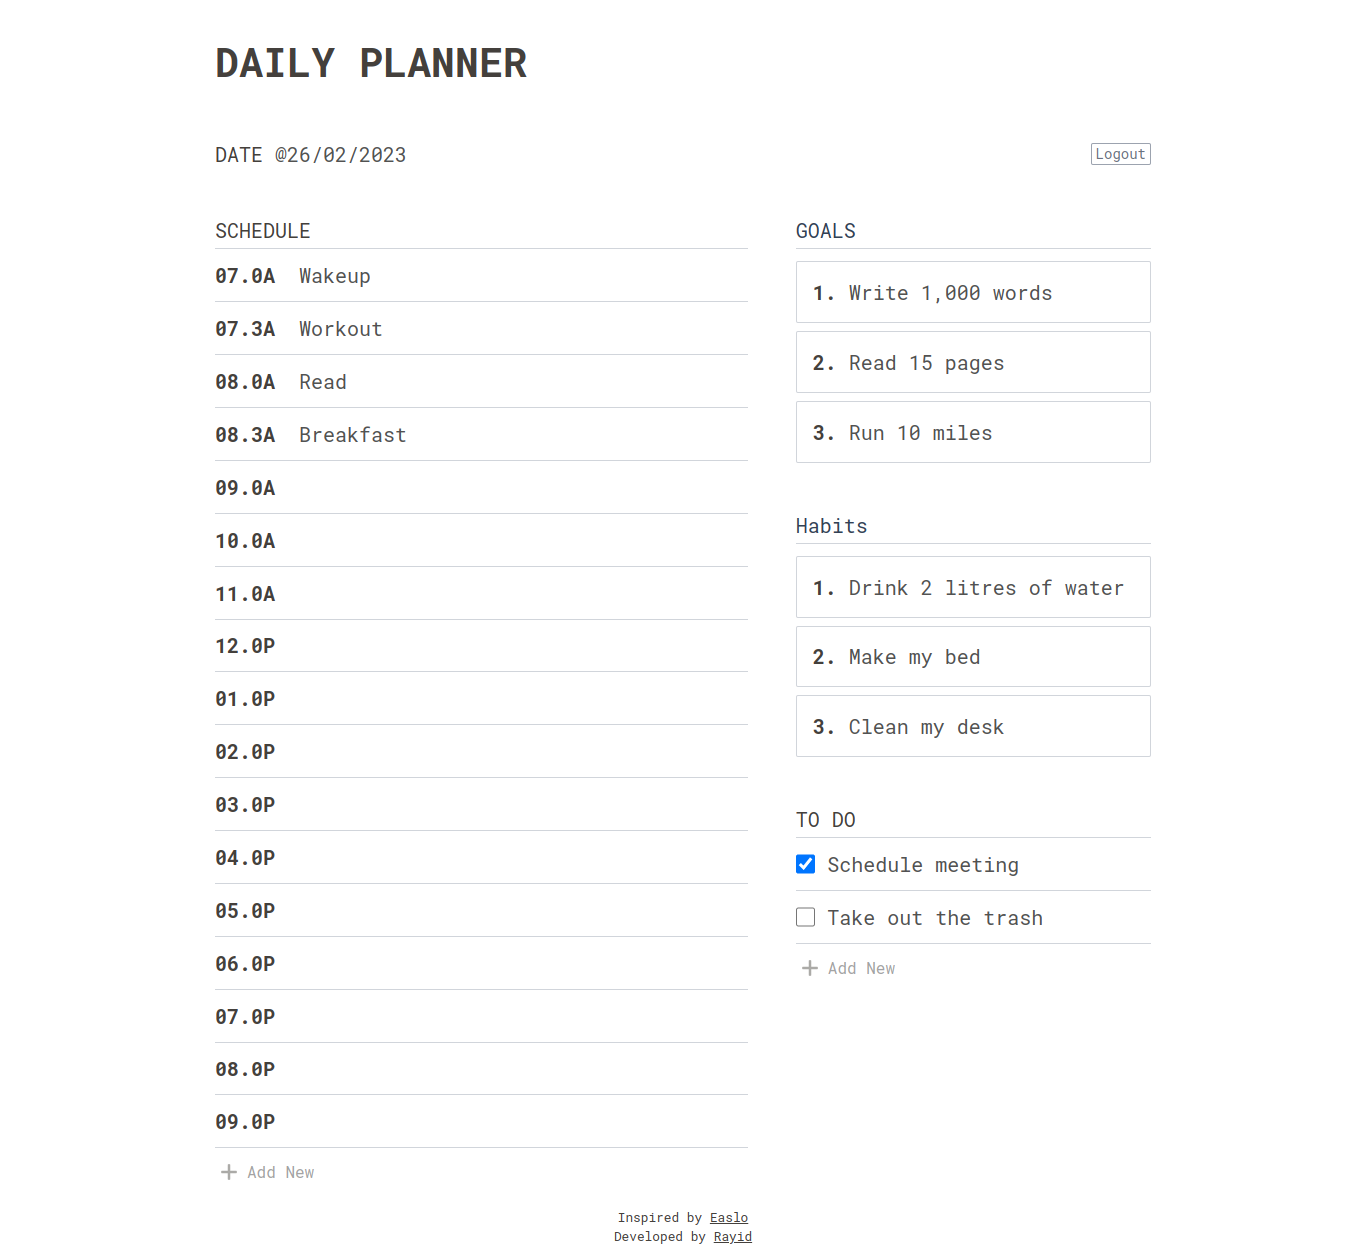 DAILY PLANNER
DATE @26/02/2023
Logout
SCHEDULE
07.0A Wakeup
07.3A Workout
08.0A Read
08.3A Breakfast
09.0A
10.0A
11.0A
12.0P
01.0P
02.0P
03.0P
04.0P
05.0P
06.0P
07.0P
08.0P
09.0P
Add New
GOALS
1. Write 1,000 words
2. Read 15 pages
3. Run 10 miles
Habits
1. Drink 2 litres of water
2. Make my bed
3. Clean my desk
TO DO
Schedule meeting
Take out the trash
Add New
Inspired by Easlo
Developed by Rayid